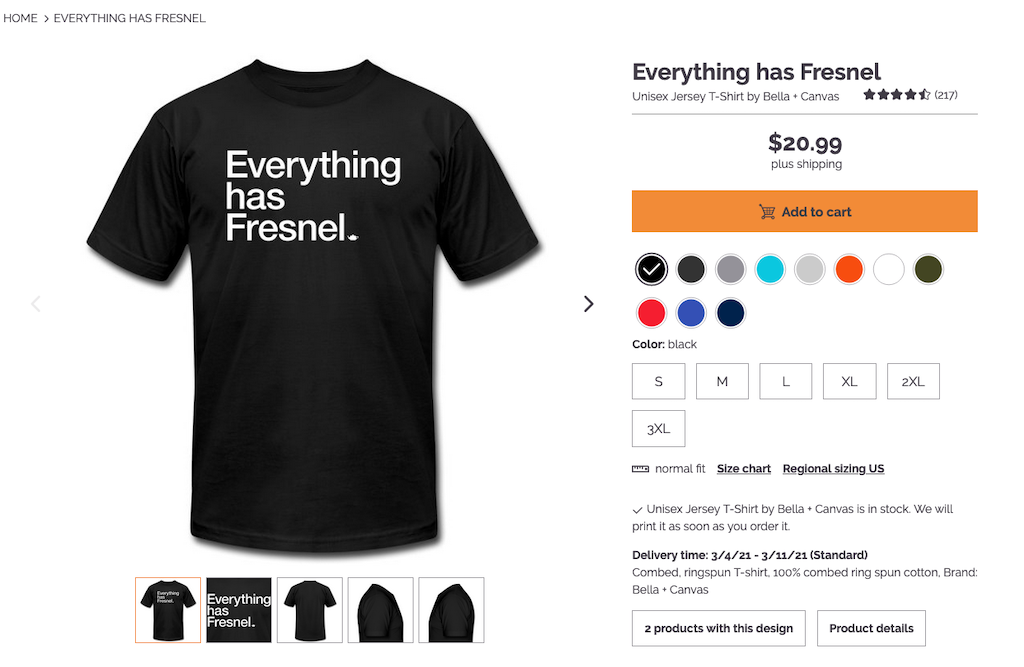 HOME > EVERYTHING HAS FRESNEL
Everything
has
Fresnel.
Everything
has
Fresnel.
Everything
has
Fresnel.
Everything has Fresnel
Unisex Jersey T-Shirt by Bella + Canvas (217)
$20.99
plus shipping
Add to cart
Color: black
S M L XL 2XL
3XL
normal fit Size chart Regional sizing US
Unisex Jersey T-Shirt by Bella + Canvas is in stock. We will
print it as soon as you order it.
Delivery time: 3/4/21 - 3/11/21 (Standard)
Combed, ringspun T-shirt, 100% combed ring spun cotton, Brand:
Bella + Canvas
2 products with this design Product details